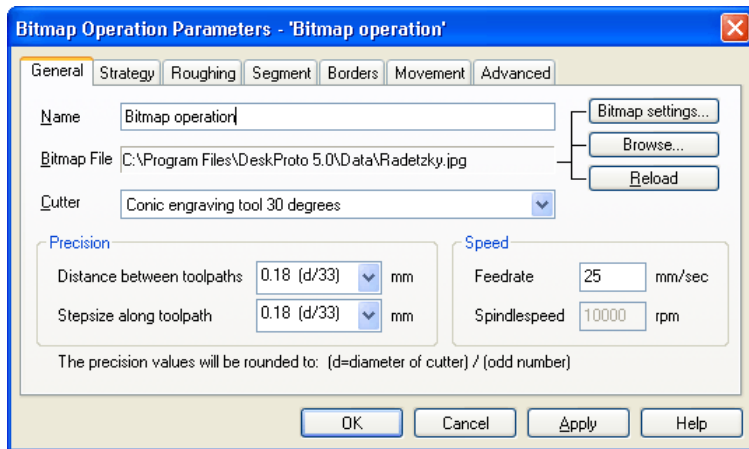 Bitmap Operation Parameters - 'Bitmap operation'
General Strategy Roughing Segment Borders Movement Advanced
Name Bitmap operation Bitmap settings...
Bitmap File C:\Program Files\DeskProto 5.0\Data\Radetzky.jpg Browse...
Reload
Cutter Conic engraving tool 30 degrees
Precision Speed
Distance between toolpaths 0.18 (d/33) mm Feedrate 25 mm/sec
Stepsize along toolpath 0.18 (d/33) mm Spindlespeed 10000 rpm
The precision values will be rounded to: (d=diameter of cutter) / (odd number)
OK Cancel Apply Help